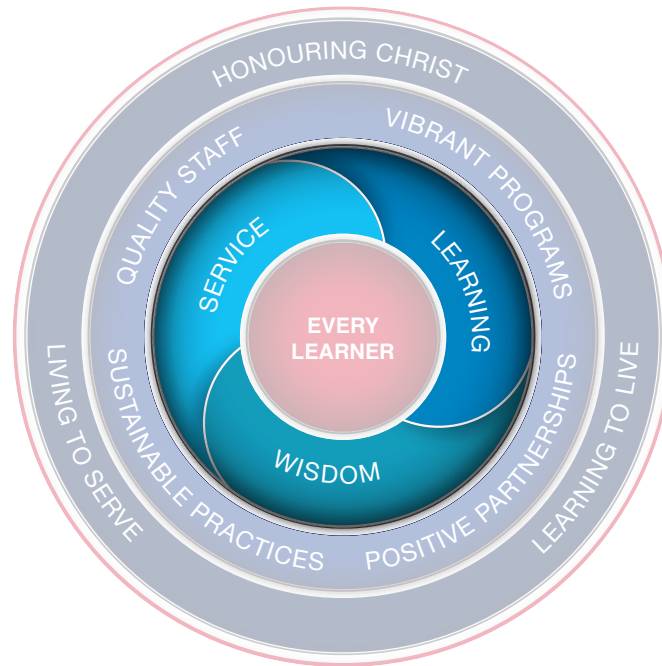 HONOURING CHRIST
QUALITY STAFF
VIBRANT PROGRAMS
SERVICE
LEARNING
EVERY
LEARNER
WISDOM
LIVING TO SERVE
SUSTAINABLE PRACTICES
POSITIVE PARTNERSHIPS
LEARNING TO LIVE